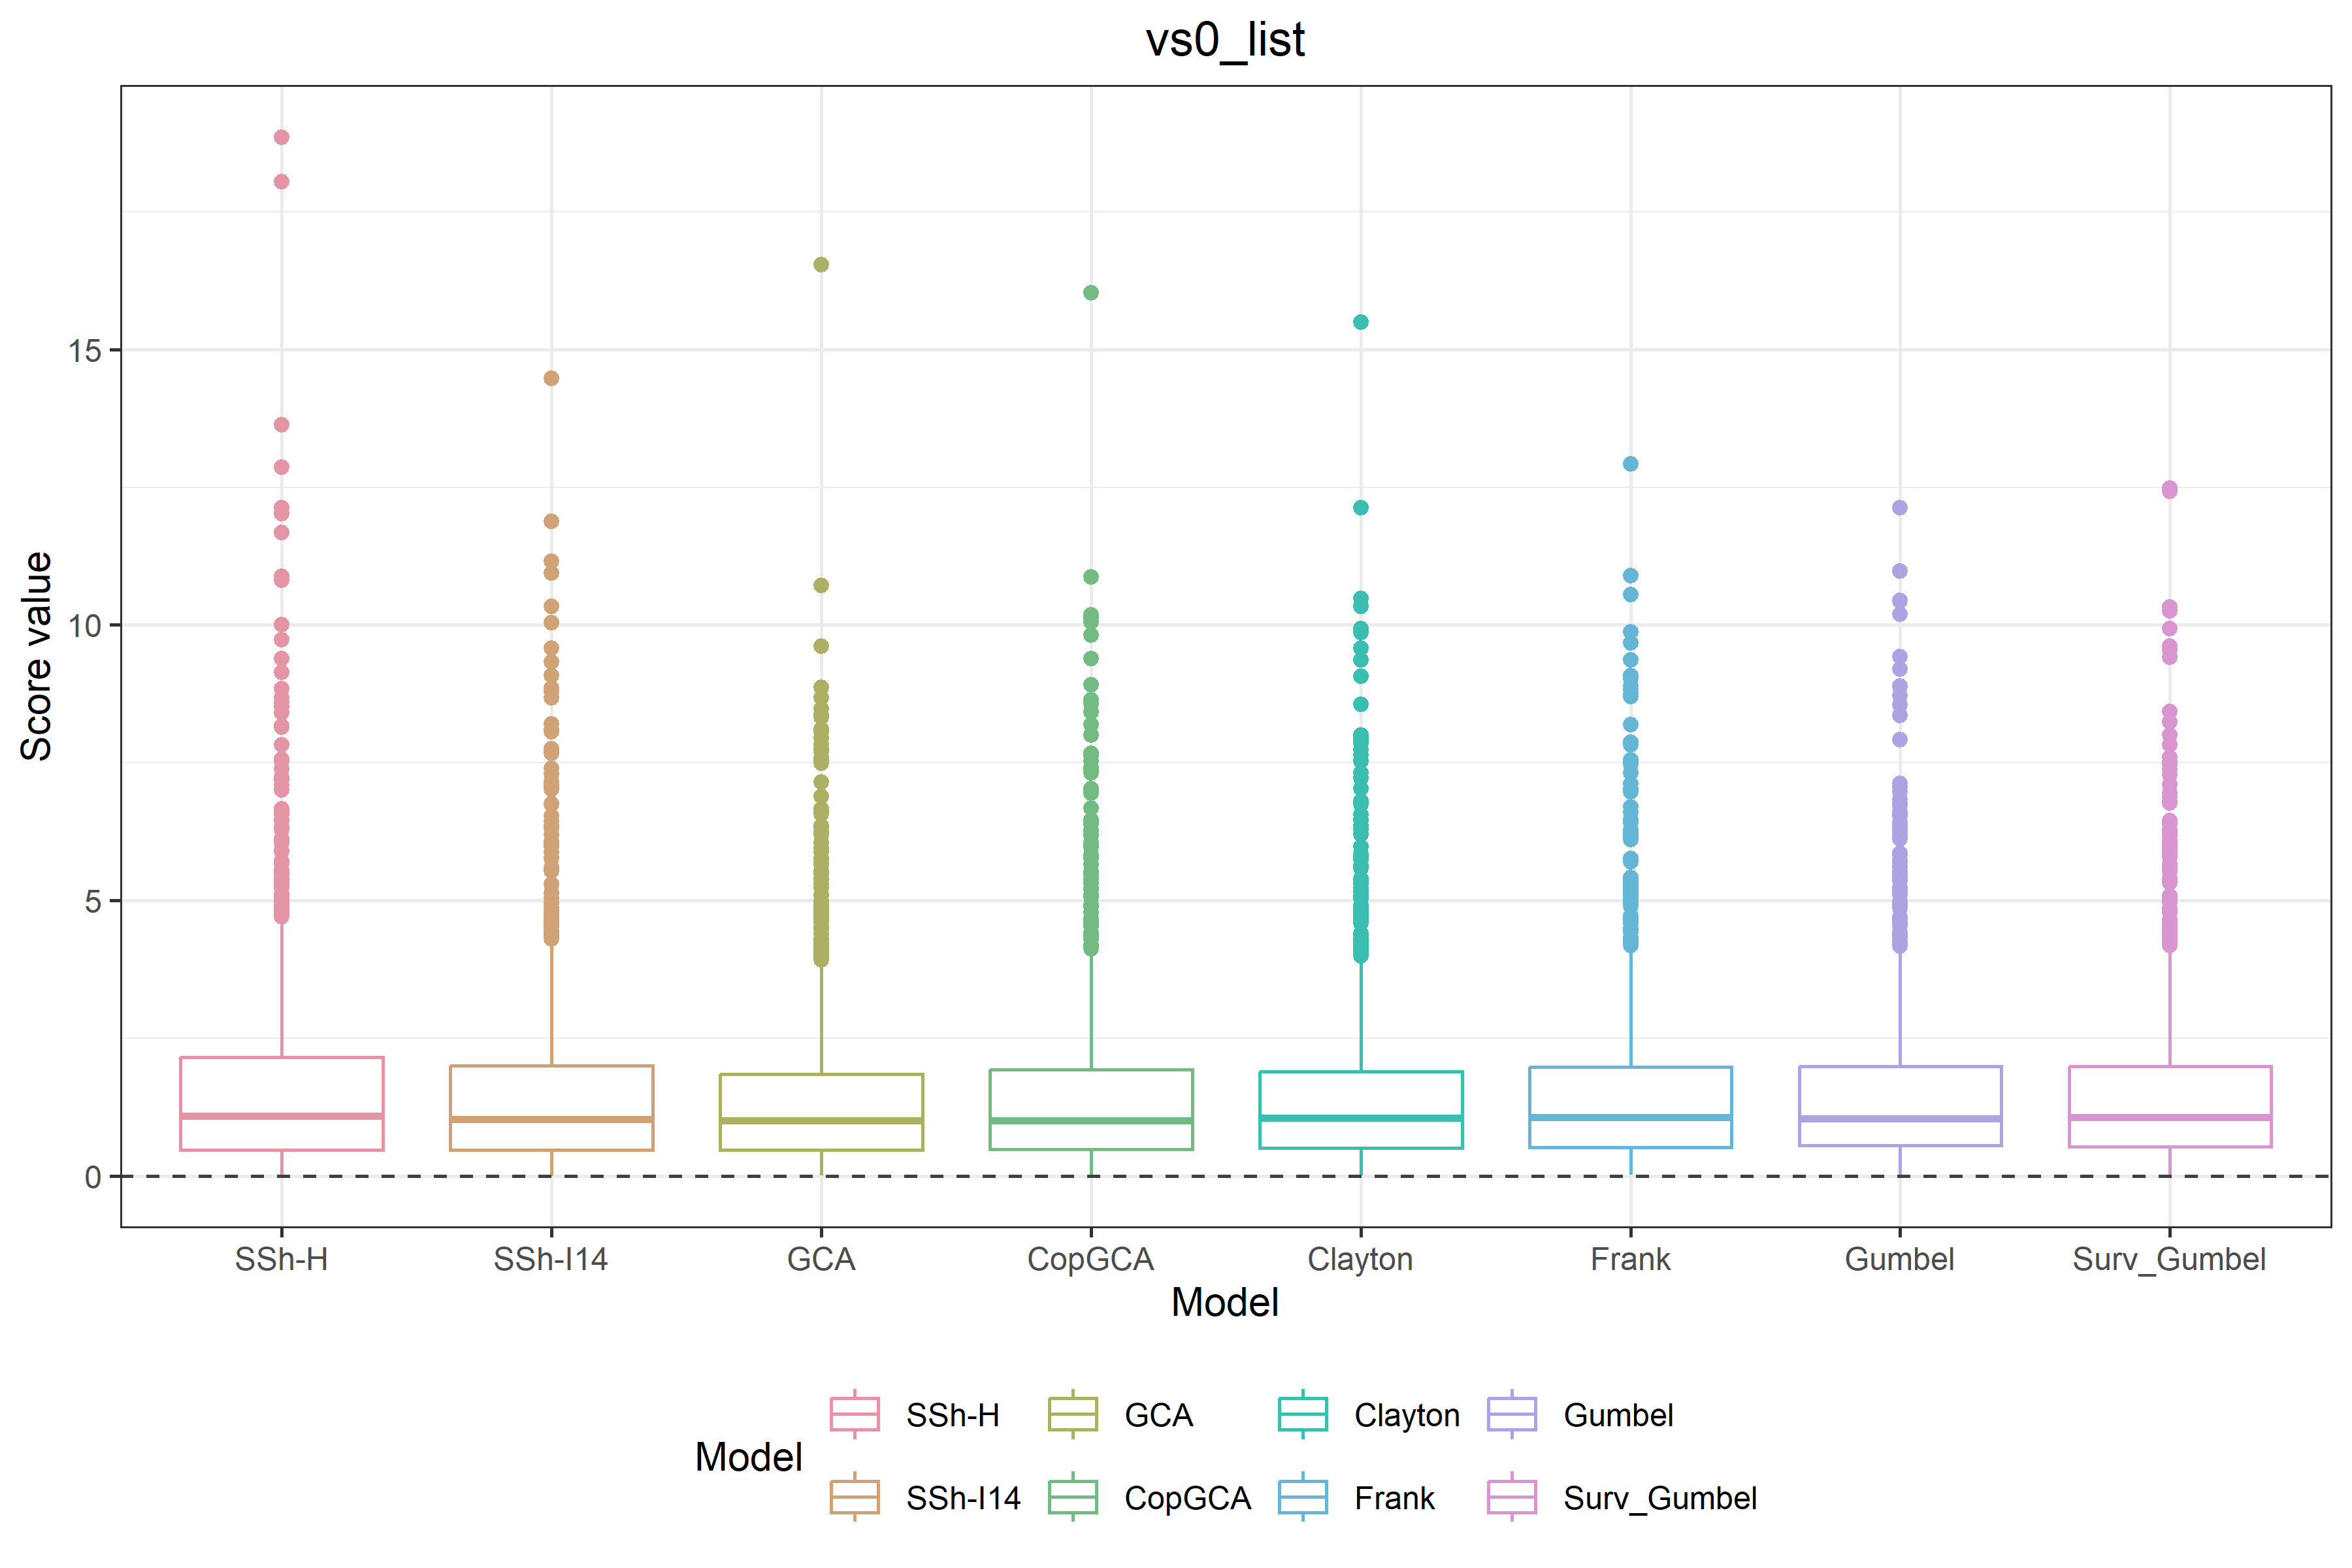 vs0_list
Score value
15
10
5
0
SSh-H SSh-I14 GCA CopGCA Clayton Frank Gumbel Surv_Gumbel
Model
Model
SSh-H GCA Clayton Gumbel
SSh-I14 CopGCA Frank Surv_Gumbel